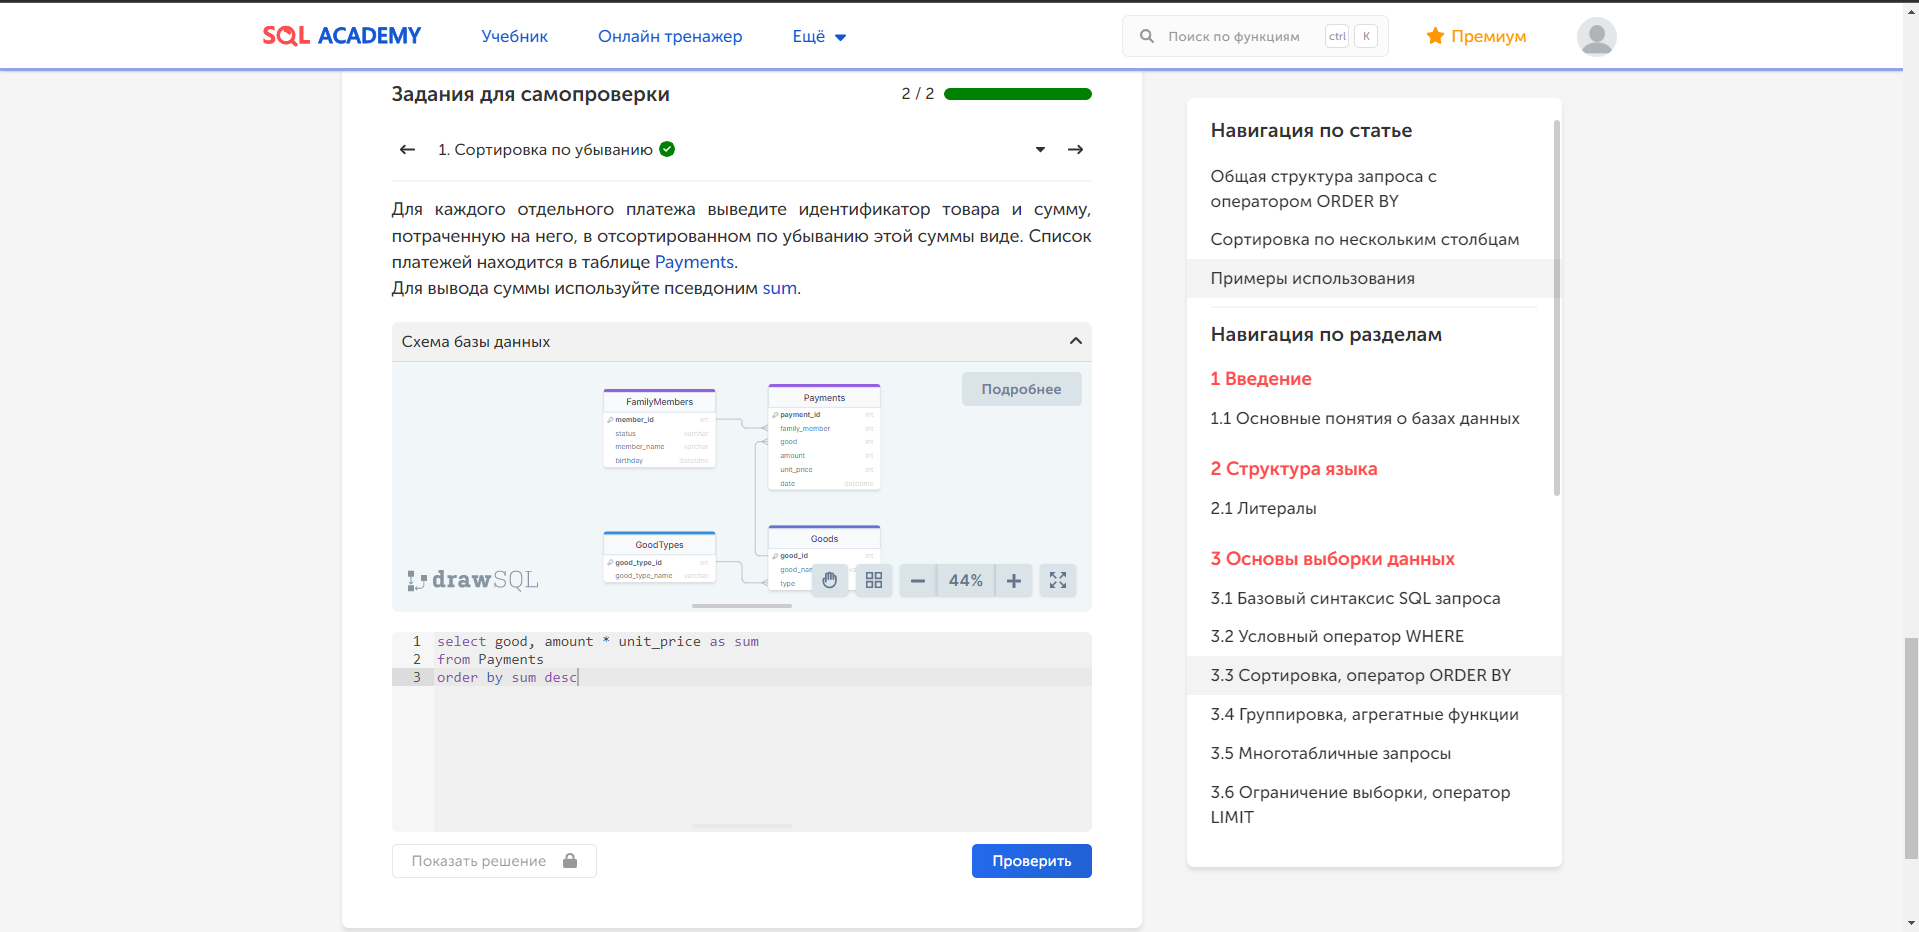 SQL ACADEMY
Учебник
Онлайн тренажер
Ещё
Поиск по функциям
ctrl
K
Премиум
Задания для самопроверки
2 / 2
1. Сортировка по убыванию
Для каждого отдельного платежа выведите идентификатор товара и сумму,
потраченную на него, в отсортированном по убыванию этой суммы виде. Список
платежей находится в таблице Payments.
Для вывода суммы используйте псевдоним sum.
Схема базы данных
Подробнее
FamilyMembers
member_id int
status varchar
member_name varchar
birthday datetime
Payments
payment_id int
family_member int
good int
amount int
unit_price int
date datetime
GoodTypes
good_type_id int
good_type_name varchar
Goods
good_id int
good_nam
type
drawSQL
44%
1 select good, amount * unit_price as sum
2 from Payments
3 order by sum desc
Показать решение
Проверить
Навигация по статье
Общая структура запроса с
оператором ORDER BY
Сортировка по нескольким столбцам
Примеры использования
Навигация по разделам
1 Введение
1.1 Основные понятия о базах данных
2 Структура языка
2.1 Литералы
3 Основы выборки данных
3.1 Базовый синтаксис SQL запроса
3.2 Условный оператор WHERE
3.3 Сортировка, оператор ORDER BY
3.4 Группировка, агрегатные функции
3.5 Многотабличные запросы
3.6 Ограничение выборки, оператор
LIMIT